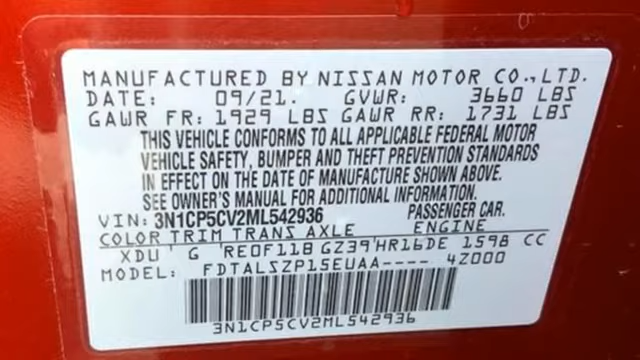 MANUFACTURED BY NISSAN MOTOR CO., LTD.
DATE: 09/21. GVWR: 3660 LBS
GAWR FR: 1929 LBS GAWR RR: 1731 LBS
THIS VEHICLE CONFORMS TO ALL APPLICABLE FEDERAL MOTOR
VEHICLE SAFETY, BUMPER AND THEFT PREVENTION STANDARDS
IN EFFECT ON THE DATE OF MANUFACTURE SHOWN ABOVE.
SEE OWNER'S MANUAL FOR ADDITIONAL INFORMATION.
VIN: 3N1CP5CV2ML542936 PASSENGER CAR.
COLOR TRIM TRANS AXLE ENGINE
XDU G RE0F11B GZ39 HR16DE 1598 CC
MODEL: FDTALSZP15EUAA---- 4Z000
3N1CP5CV2ML542936